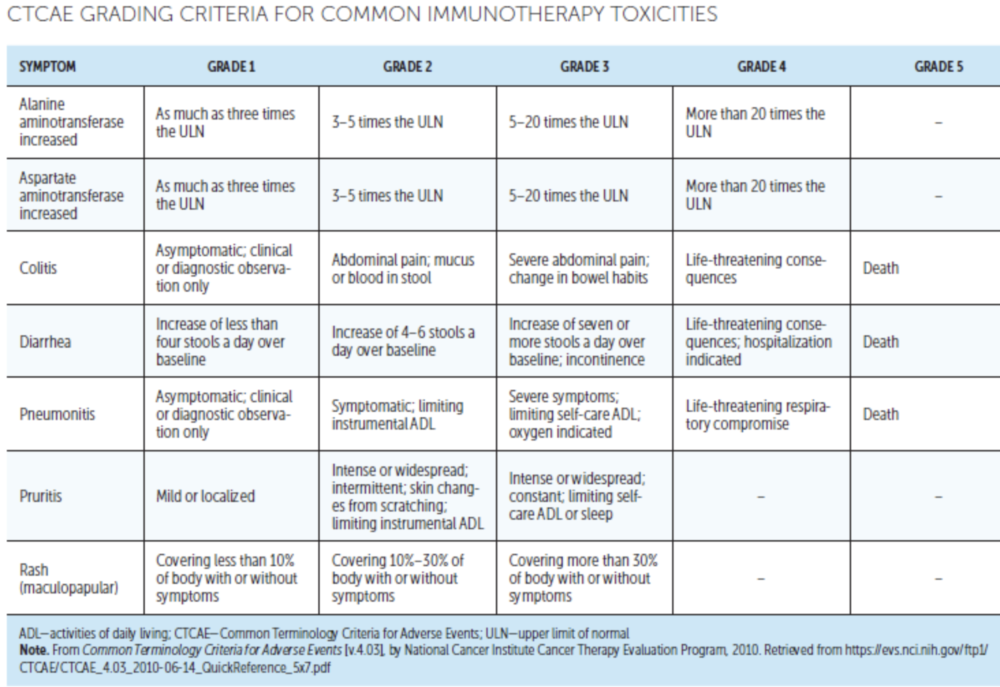 CTCAE GRADING CRITERIA FOR COMMON IMMUNOTHERAPY TOXICITIES
SYMPTOM GRADE 1 GRADE 2 GRADE 3 GRADE 4 GRADE 5
Alanine
aminotransferase
increased
As much as three times
the ULN
3–5 times the ULN
5–20 times the ULN
More than 20 times the
ULN
–
Aspartate
aminotransferase
increased
As much as three times
the ULN
3–5 times the ULN
5–20 times the ULN
More than 20 times the
ULN
–
Colitis
Asymptomatic; clinical
or diagnostic observa-
tion only
Abdominal pain; mucus
or blood in stool
Severe abdominal pain;
change in bowel habits
Life-threatening conse-
quences
Death
Diarrhea
Increase of less than
four stools a day over
baseline
Increase of 4–6 stools a
day over baseline
Increase of seven or
more stools a day over
baseline; incontinence
Life-threatening conse-
quences; hospitalization
indicated
Death
Pneumonitis
Asymptomatic; clinical
or diagnostic observa-
tion only
Symptomatic; limiting
instrumental ADL
Severe symptoms;
limiting self-care ADL;
oxygen indicated
Life-threatening respira-
tory compromise
Death
Pruritis
Mild or localized
Intense or widespread;
intermittent; skin chang-
es from scratching;
limiting instrumental ADL
Intense or widespread;
constant; limiting self-
care ADL or sleep
–
–
Rash
(maculopapular)
Covering less than 10%
of body with or without
symptoms
Covering 10%–30% of
body with or without
symptoms
Covering more than 30%
of body with or without
symptoms
–
–
ADL—activities of daily living; CTCAE—Common Terminology Criteria for Adverse Events; ULN—upper limit of normal
Note. From Common Terminology Criteria for Adverse Events [v.4.03], by National Cancer Institute Cancer Therapy Evaluation Program, 2010. Retrieved from https://evs.nci.nih.gov/ftp1/
CTCAE/CTCAE_4.03_2010-06-14_QuickReference_5x7.pdf